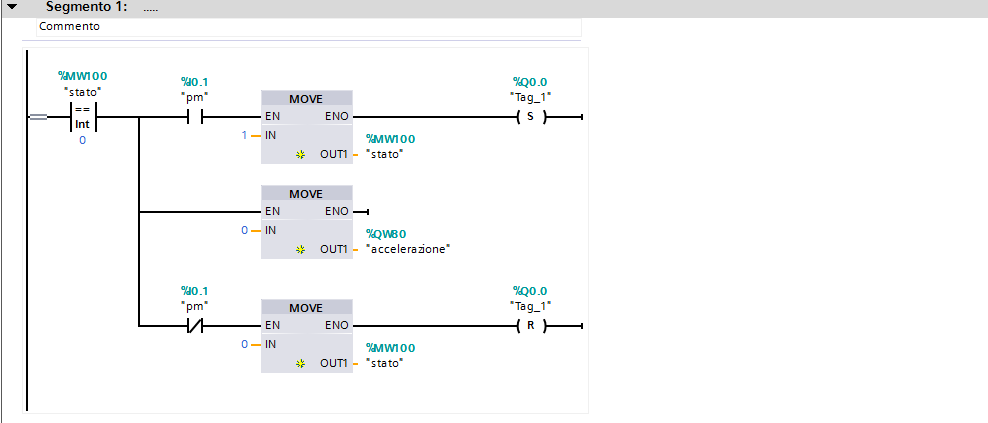 Segmento 1: .....
Commento
%MW100
"stato"
==
Int
0
%I0.1
"pm"
MOVE
EN ENO
1 IN
OUT1
%MW100
"stato"
%Q0.0
"Tag_1"
S
MOVE
EN ENO
0 IN
OUT1
%QW80
"accelerazione"
%I0.1
"pm"
MOVE
EN ENO
0 IN
OUT1
%MW100
"stato"
%Q0.0
"Tag_1"
R